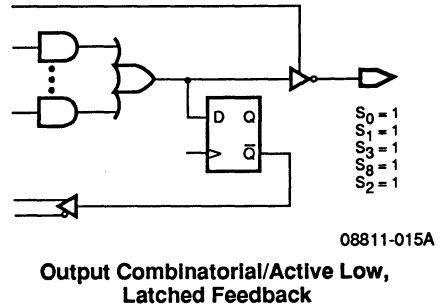 D Q
Q̅
S₀ = 1
S₁ = 1
S₃ = 1
S₈ = 1
S₂ = 1
08811-015A
Output Combinatorial/Active Low,
Latched Feedback